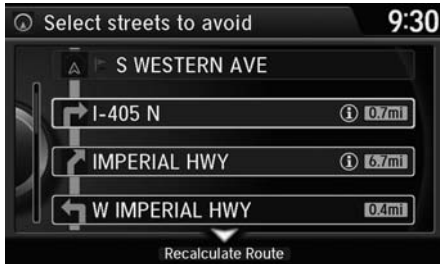 Select streets to avoid 9:30
S WESTERN AVE
I-405 N i 0.7mi
IMPERIAL HWY i 6.7mi
W IMPERIAL HWY 0.4mi
Recalculate Route